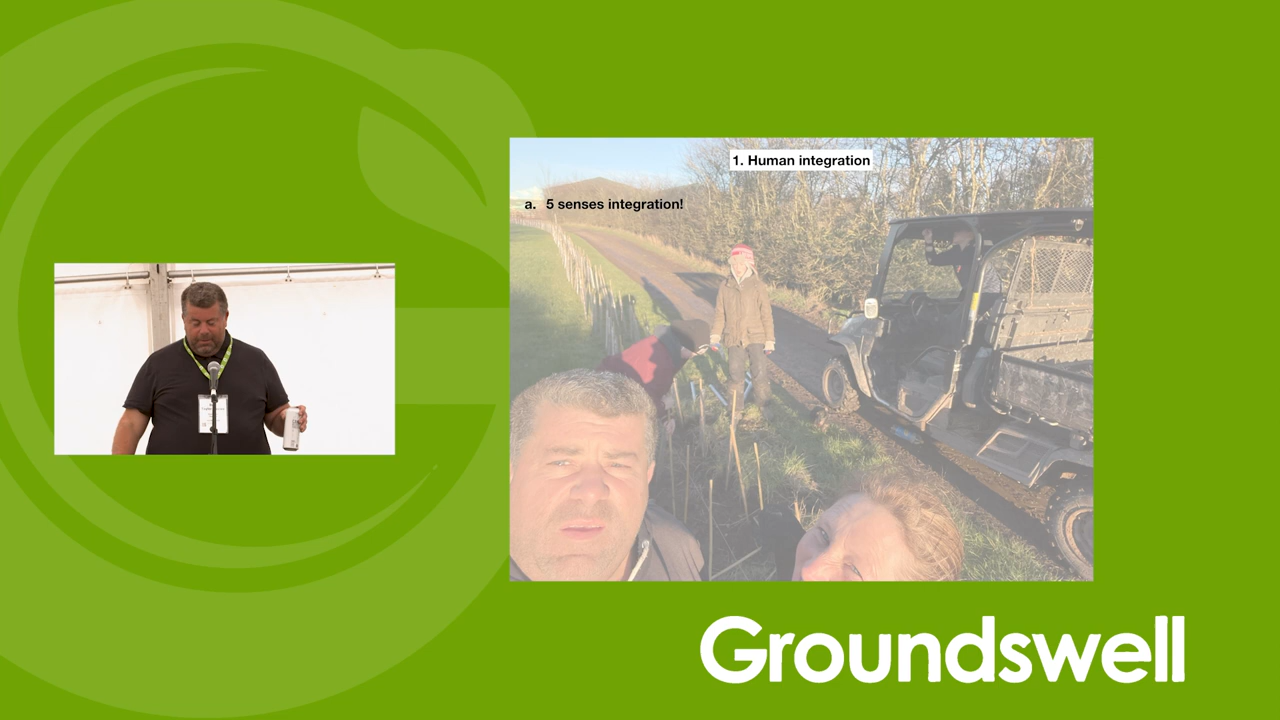 1. Human integration
a. 5 senses integration!
Groundswell